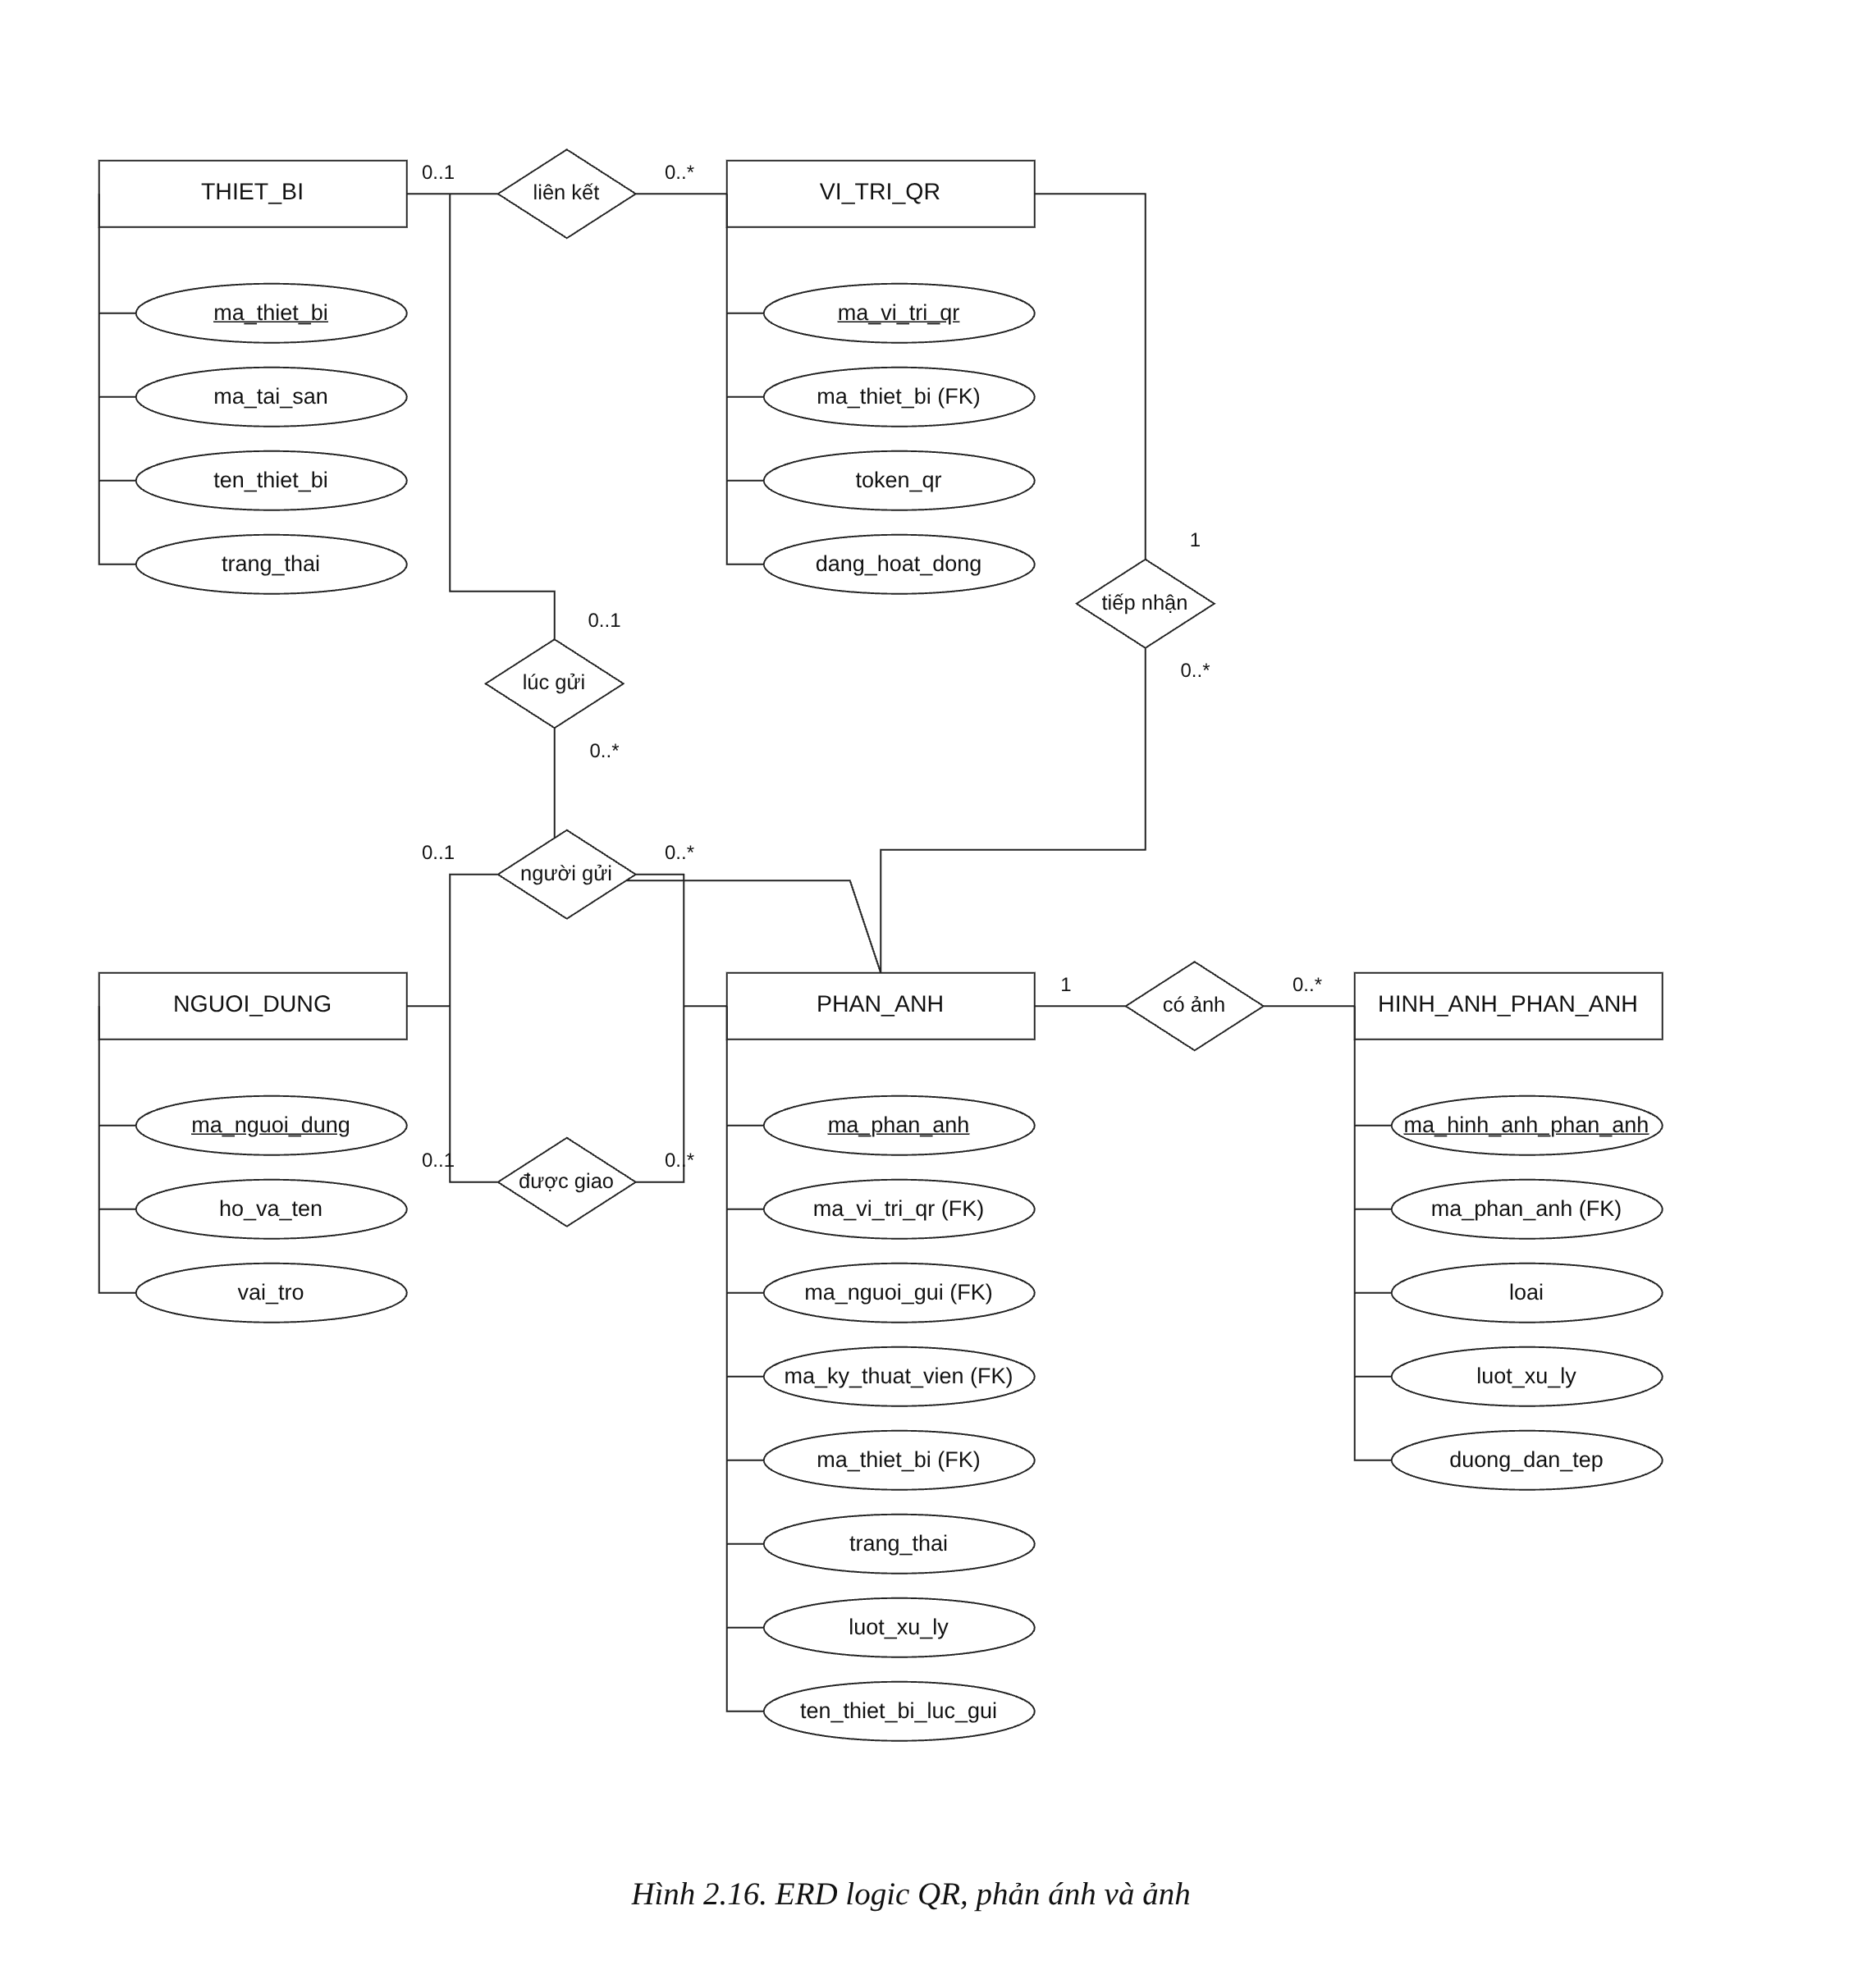 0..1
0..*
THIET_BI
liên kết
VI_TRI_QR
ma_thiet_bi
ma_vi_tri_qr
ma_tai_san
ma_thiet_bi (FK)
ten_thiet_bi
token_qr
1
trang_thai
dang_hoat_dong
tiếp nhận
0..1
0..*
lúc gửi
0..*
0..1
0..*
người gửi
1
0..*
NGUOI_DUNG
PHAN_ANH
có ảnh
HINH_ANH_PHAN_ANH
ma_nguoi_dung
ma_phan_anh
ma_hinh_anh_phan_anh
0..1
0..*
được giao
ho_va_ten
ma_vi_tri_qr (FK)
ma_phan_anh (FK)
vai_tro
ma_nguoi_gui (FK)
loai
ma_ky_thuat_vien (FK)
luot_xu_ly
ma_thiet_bi (FK)
duong_dan_tep
trang_thai
luot_xu_ly
ten_thiet_bi_luc_gui
Hình 2.16. ERD logic QR, phản ánh và ảnh